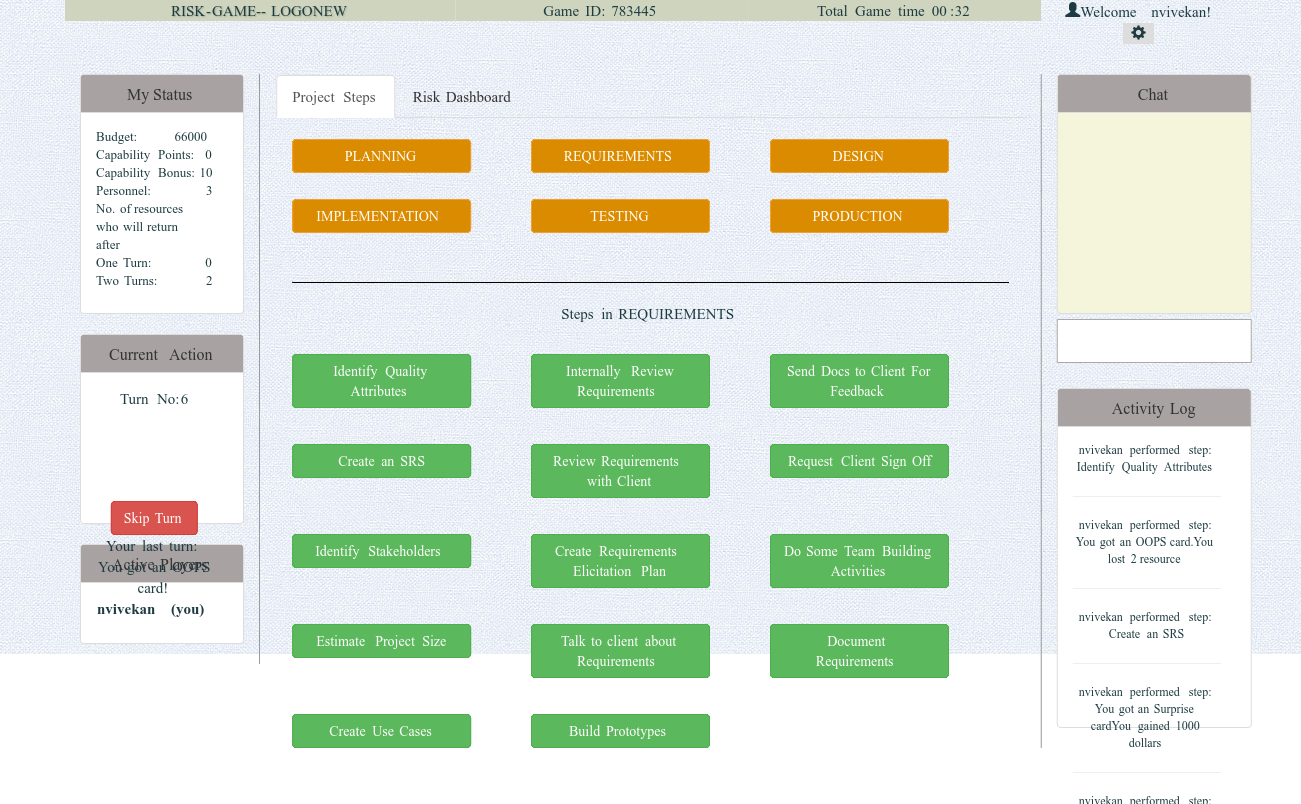 RISK-GAME-- LOGONEW
Game ID: 783445
Total Game time 00 :32
Welcome nvivekan!
My Status
Budget: 66000
Capability Points: 0
Capability Bonus: 10
Personnel: 3
No. of resources
who will return
after
One Turn: 0
Two Turns: 2
Current Action
Turn No:6
Skip Turn
Your last turn:
Active Players
You got an OOPS
card!
nvivekan (you)
Project Steps
Risk Dashboard
PLANNING
REQUIREMENTS
DESIGN
IMPLEMENTATION
TESTING
PRODUCTION
Steps in REQUIREMENTS
Identify Quality
Attributes
Internally Review
Requirements
Send Docs to Client For
Feedback
Create an SRS
Review Requirements
with Client
Request Client Sign Off
Identify Stakeholders
Create Requirements
Elicitation Plan
Do Some Team Building
Activities
Estimate Project Size
Talk to client about
Requirements
Document
Requirements
Create Use Cases
Build Prototypes
Chat
Activity Log
nvivekan performed step:
Identify Quality Attributes
nvivekan performed step:
You got an OOPS card.You
lost 2 resource
nvivekan performed step:
Create an SRS
nvivekan performed step:
You got an Surprise
cardYou gained 1000
dollars
nvivekan performed step: